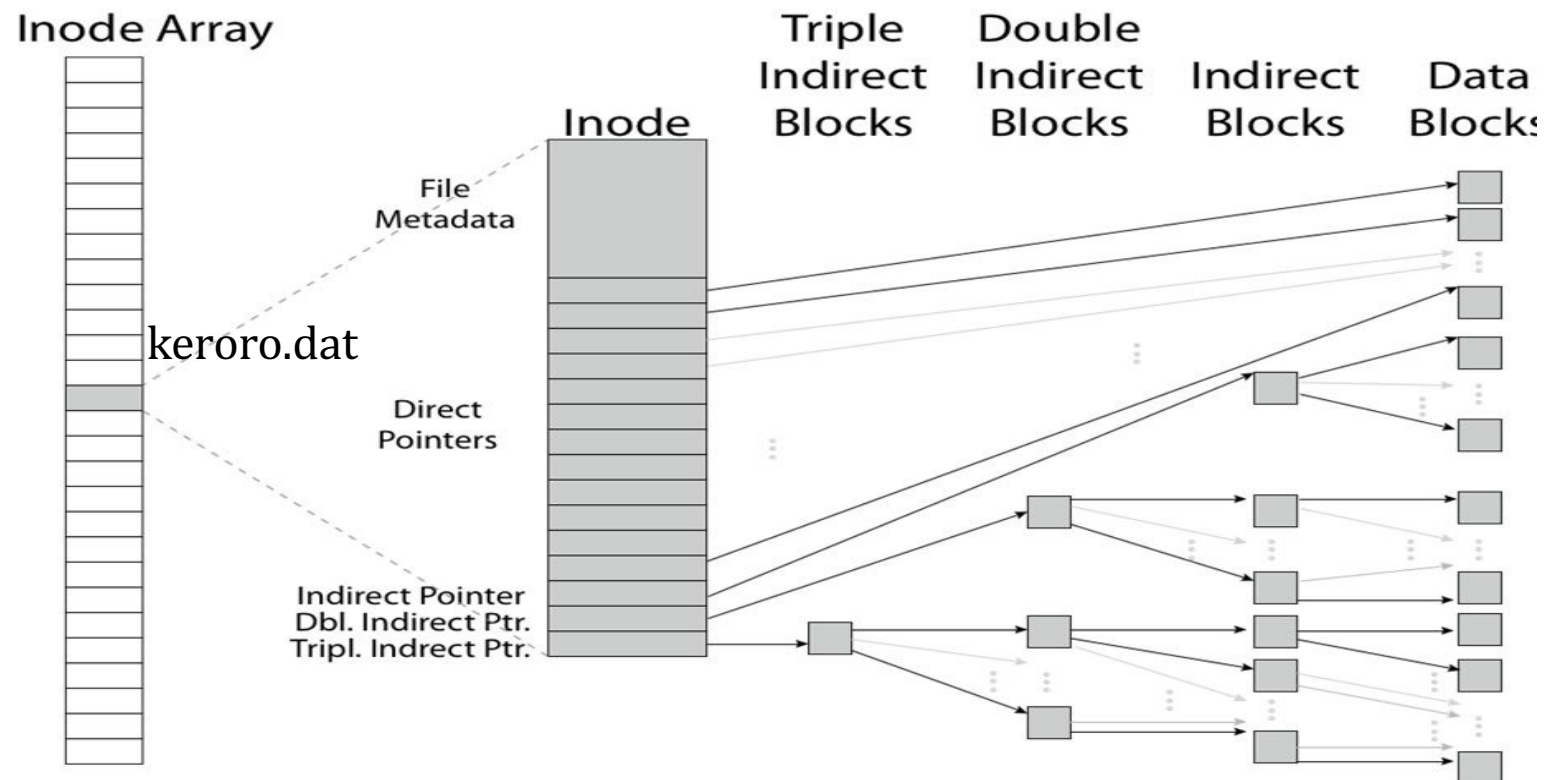 Inode Array
Triple
Indirect
Blocks
Double
Indirect
Blocks
Indirect
Blocks
Data
Blocks
Inode
File
Metadata
keroro.dat
Direct
Pointers
Indirect Pointer
Dbl. Indirect Ptr.
Tripl. Indrect Ptr.